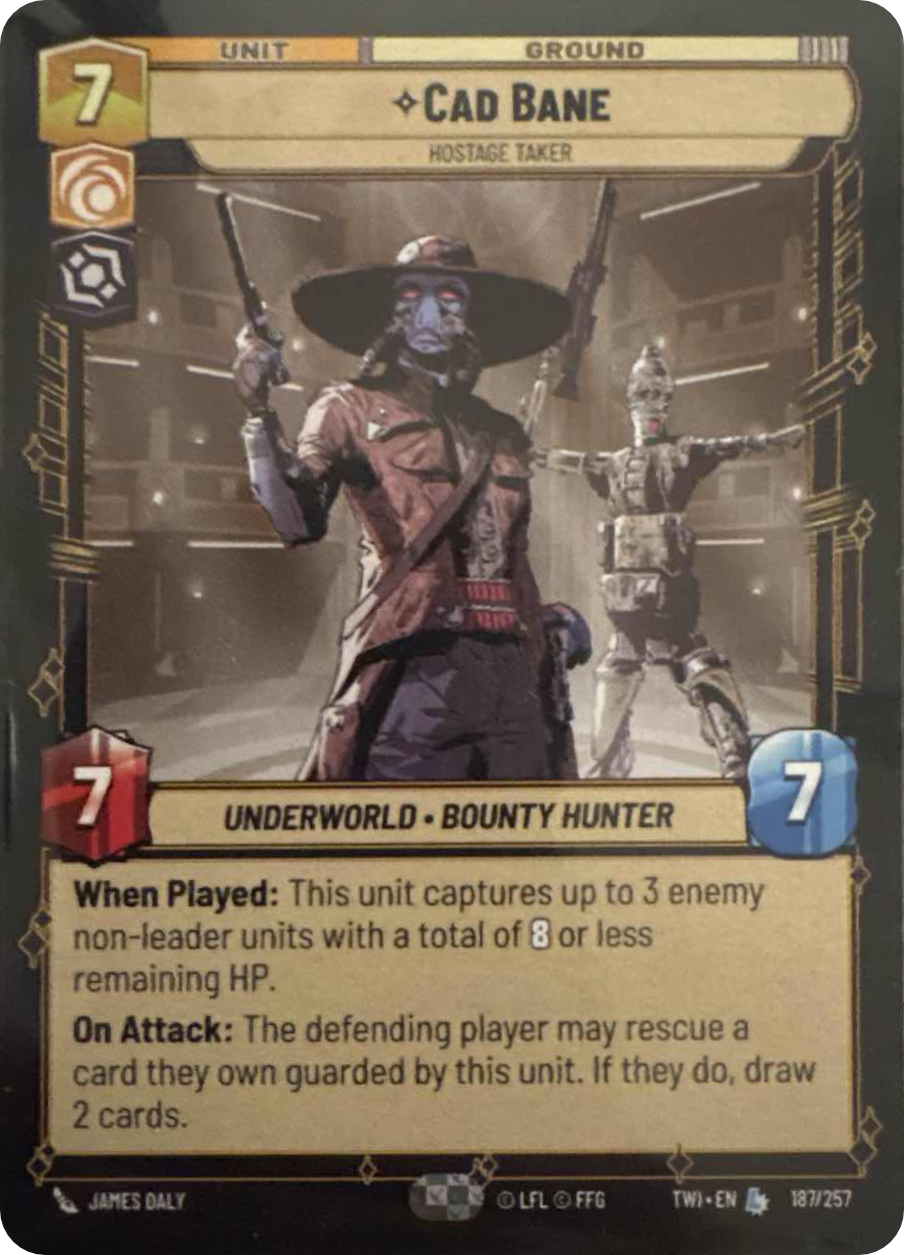 UNIT
GROUND
7
CAD BANE
HOSTAGE TAKER
7
UNDERWORLD • BOUNTY HUNTER
7
When Played: This unit captures up to 3 enemy
non-leader units with a total of 8 or less
remaining HP.
On Attack: The defending player may rescue a
card they own guarded by this unit. If they do, draw
2 cards.
JAMES DALY
© LFL © FFG
TWI•EN
187/257